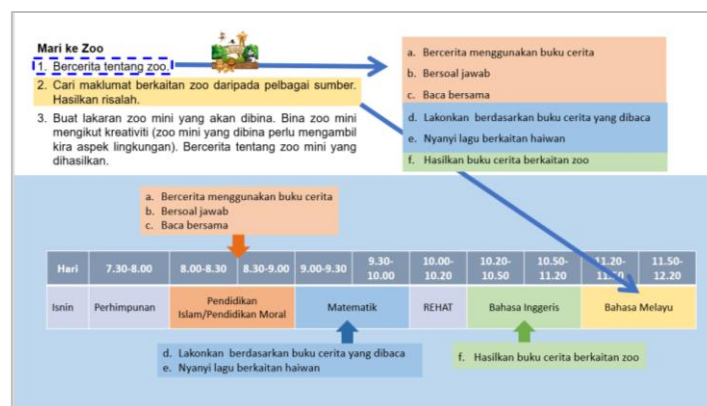 Mari ke Zoo
1. Bercerita tentang zoo.
2. Cari maklumat berkaitan zoo daripada pelbagai sumber.
Hasilkan risalah.
3. Buat lakaran zoo mini yang akan dibina. Bina zoo mini
mengikut kreativiti (zoo mini yang dibina perlu mengambil
kira aspek lingkungan). Bercerita tentang zoo mini yang
dihasilkan.
a. Bercerita menggunakan buku cerita
b. Bersoal jawab
c. Baca bersama
d. Lakonkan berdasarkan buku cerita yang dibaca
e. Nyanyi lagu berkaitan haiwan
f. Hasilkan buku cerita berkaitan zoo
a. Bercerita menggunakan buku cerita
b. Bersoal jawab
c. Baca bersama
Hari 7.30-8.00 8.00-8.30 8.30-9.00 9.00-9.30 9.30-10.00 10.00-10.20 10.20-10.50 10.50-11.20 11.20-11.50 11.50-12.20
Isnin Perhimpunan Pendidikan Islam/Pendidikan Moral Matematik REHAT Bahasa Inggeris Bahasa Melayu
d. Lakonkan berdasarkan buku cerita yang dibaca
e. Nyanyi lagu berkaitan haiwan
f. Hasilkan buku cerita berkaitan zoo